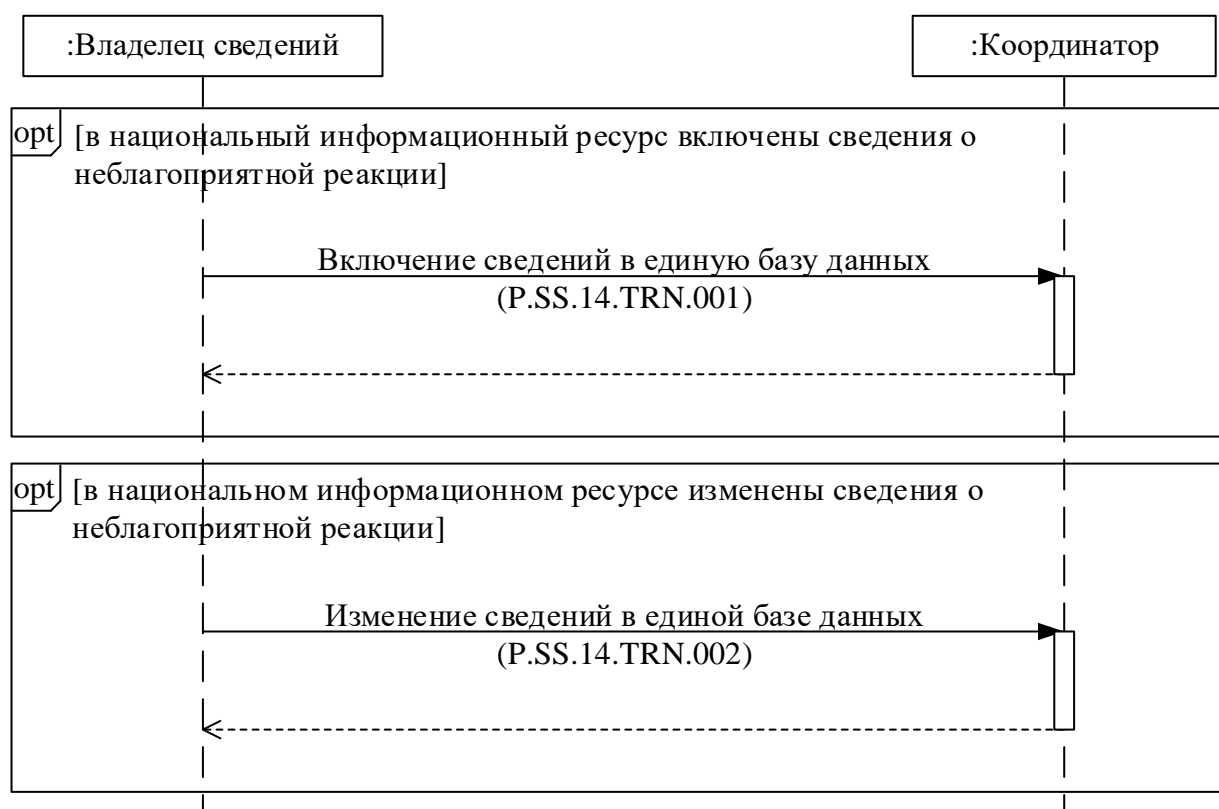 :Владелец сведений
:Координатор
opt
[в национальный информационный ресурс включены сведения о
неблагоприятной реакции]
Включение сведений в единую базу данных
(P.SS.14.TRN.001)
opt
[в национальном информационном ресурсе изменены сведения о
неблагоприятной реакции]
Изменение сведений в единой базе данных
(P.SS.14.TRN.002)